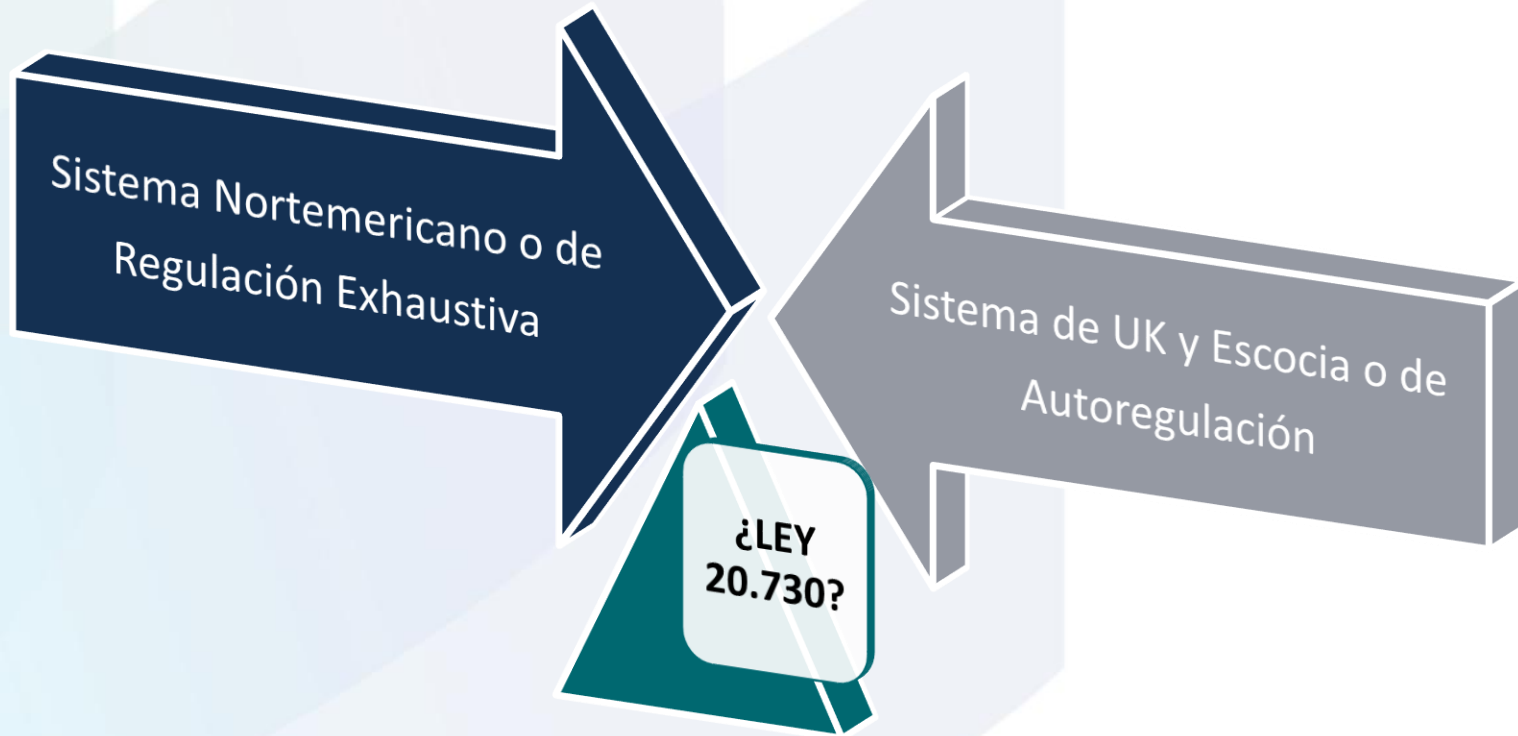 Sistema Nortemericano o de
Regulación Exhaustiva
Sistema de UK y Escocia o de
Autoregulación
¿LEY
20.730?